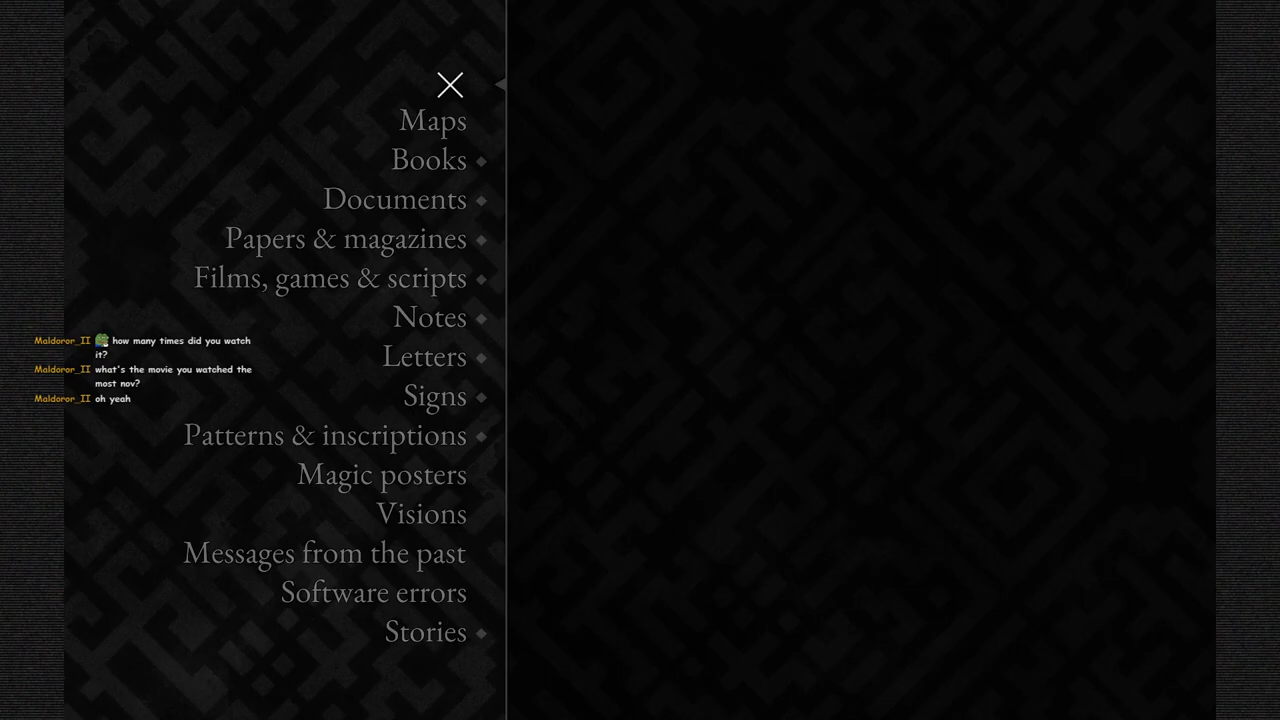 Maps
Books
Documents
Papers & magazines
Films, games & scripts
Notes
Letters
Signs
Patterns & inscriptions
Magic posters
Visions
Messages from the past
Software errors
Stories
Maldoror_II how many times did you watch
it?
Maldoror_II what's the movie you watched the
most nov?
Maldoror_II oh yeah